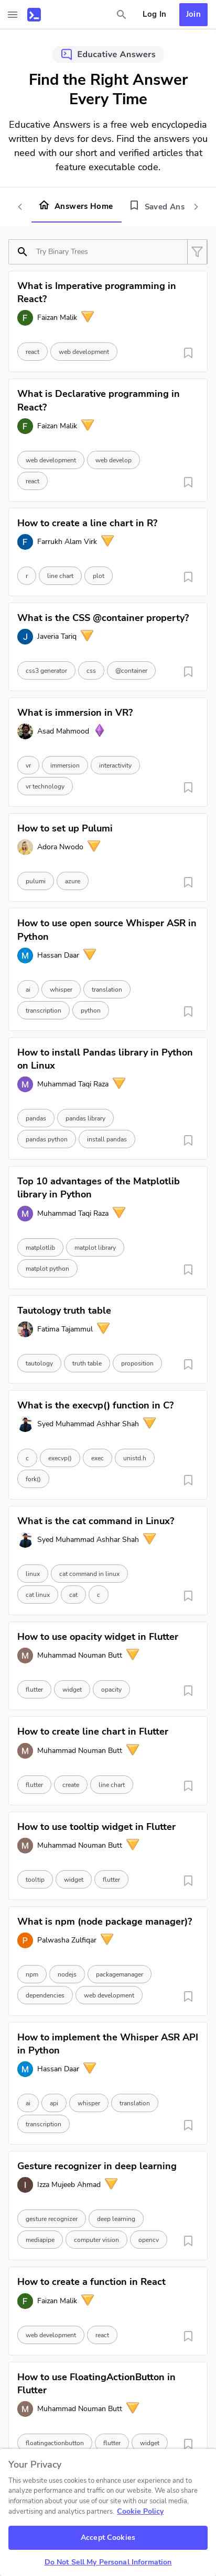 Log In
Join
Educative Answers
Find the Right Answer
Every Time
Educative Answers is a free web encyclopedia
written by devs for devs. Find the answers you
need with our short and verified articles that
feature executable code.
Answers Home
Saved Ans
Try Binary Trees
What is Imperative programming in
React?
F
Faizan Malik
react
web development
What is Declarative programming in
React?
F
Faizan Malik
web development
web develop
react
How to create a line chart in R?
F
Farrukh Alam Virk
r
line chart
plot
What is the CSS @container property?
J
Javeria Tariq
css3 generator
css
@container
What is immersion in VR?
Asad Mahmood
vr
immersion
interactivity
vr technology
How to set up Pulumi
Adora Nwodo
pulumi
azure
How to use open source Whisper ASR in
Python
M
Hassan Daar
ai
whisper
translation
transcription
python
How to install Pandas library in Python
on Linux
M
Muhammad Taqi Raza
pandas
pandas library
pandas python
install pandas
Top 10 advantages of the Matplotlib
library in Python
M
Muhammad Taqi Raza
matplotlib
matplot library
matplot python
Tautology truth table
Fatima Tajammul
tautology
truth table
proposition
What is the execvp() function in C?
Syed Muhammad Ashhar Shah
c
execvp()
exec
unistd.h
fork()
What is the cat command in Linux?
Syed Muhammad Ashhar Shah
linux
cat command in linux
cat linux
cat
c
How to use opacity widget in Flutter
M
Muhammad Nouman Butt
flutter
widget
opacity
How to create line chart in Flutter
M
Muhammad Nouman Butt
flutter
create
line chart
How to use tooltip widget in Flutter
M
Muhammad Nouman Butt
tooltip
widget
flutter
What is npm (node package manager)?
P
Palwasha Zulfiqar
npm
nodejs
packagemanager
dependencies
web development
How to implement the Whisper ASR API
in Python
M
Hassan Daar
ai
api
whisper
translation
transcription
Gesture recognizer in deep learning
I
Izza Mujeeb Ahmad
gesture recognizer
deep learning
mediapipe
computer vision
opencv
How to create a function in React
F
Faizan Malik
web development
react
How to use FloatingActionButton in
Flutter
M
Muhammad Nouman Butt
floatingactionbutton
flutter
widget
Your Privacy
This website uses cookies to enhance user experience and to
analyze performance and traffic on our website. We also share
information about your use of our site with our social media,
advertising and analytics partners. Cookie Policy
Accept Cookies
Do Not Sell My Personal Information